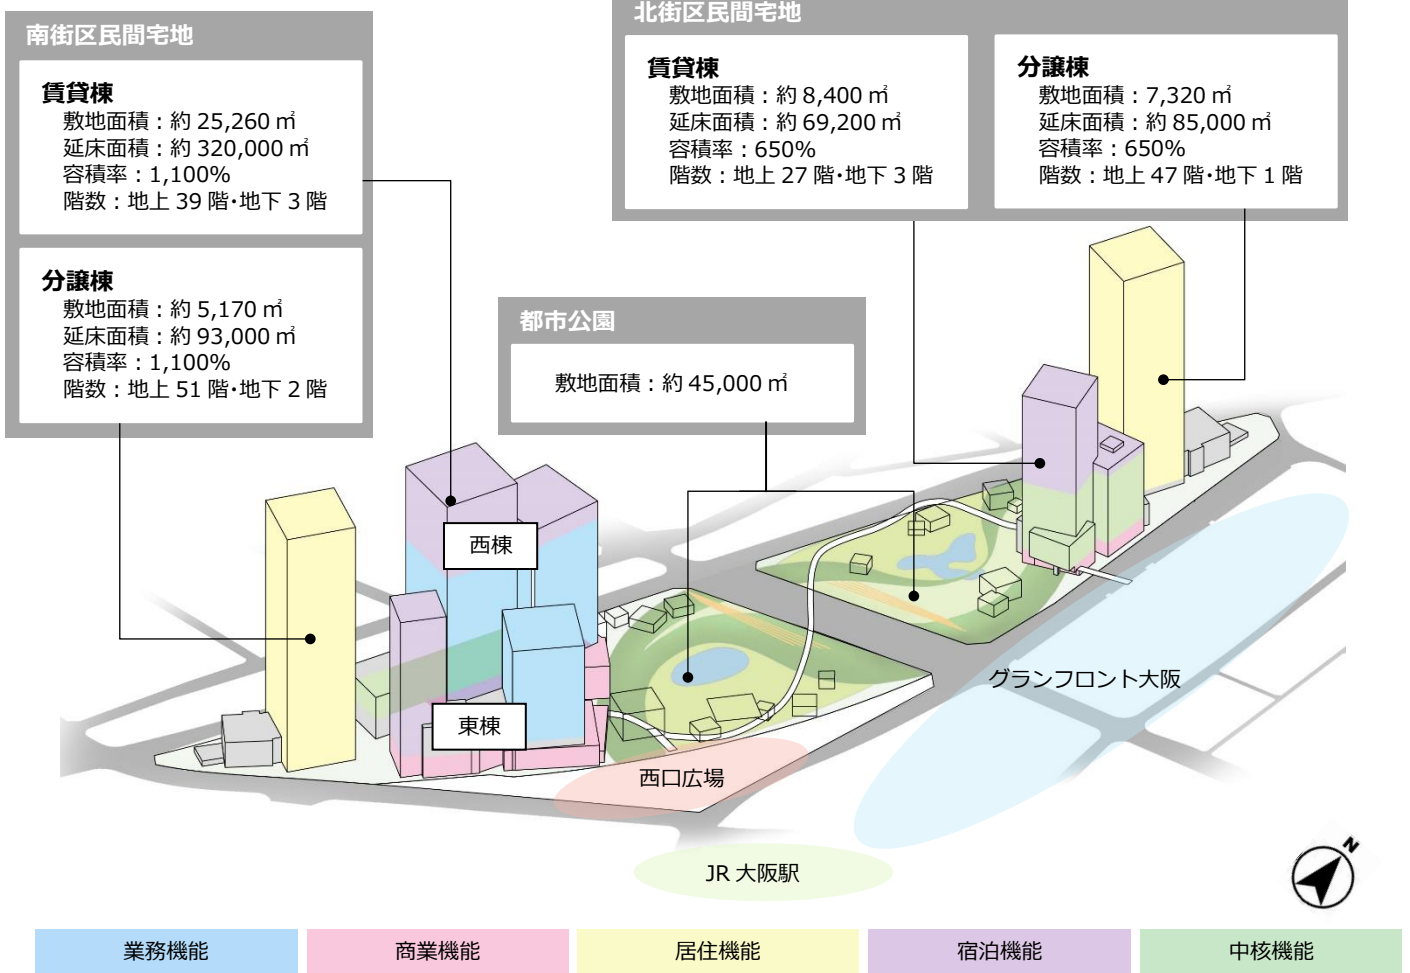 南街区民間宅地
賃貸棟
敷地面積：約 25,260 ㎡
延床面積：約 320,000 ㎡
容積率：1,100%
階数：地上 39 階･地下 3 階
分譲棟
敷地面積：約 5,170 ㎡
延床面積：約 93,000 ㎡
容積率：1,100%
階数：地上 51 階･地下 2 階
北街区民間宅地
賃貸棟
敷地面積：約 8,400 ㎡
延床面積：約 69,200 ㎡
容積率：650%
階数：地上 27 階･地下 3 階
分譲棟
敷地面積：7,320 ㎡
延床面積：約 85,000 ㎡
容積率：650%
階数：地上 47 階･地下 1 階
都市公園
敷地面積：約 45,000 ㎡
西棟
東棟
グランフロント大阪
西口広場
JR 大阪駅
N
業務機能
商業機能
居住機能
宿泊機能
中核機能